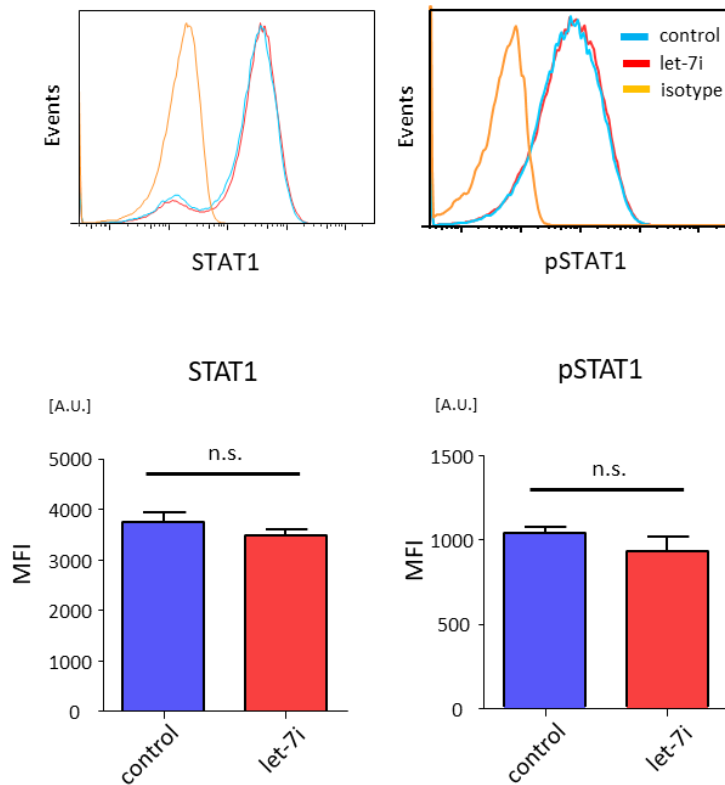 Events
STAT1
Events
control
let-7i
isotype
pSTAT1
STAT1
[A.U.]
n.s.
MFI
5000
4000
3000
2000
1000
0
control
let-7i
pSTAT1
[A.U.]
n.s.
MFI
1500
1000
500
0
control
let-7i